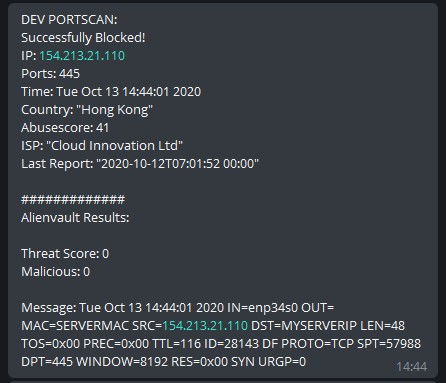 DEV PORTSCAN:
Successfully Blocked!
IP: 154.213.21.110
Ports: 445
Time: Tue Oct 13 14:44:01 2020
Country: "Hong Kong"
Abusescore: 41
ISP: "Cloud Innovation Ltd"
Last Report: "2020-10-12T07:01:52 00:00"
#############
Alienvault Results:
Threat Score: 0
Malicious: 0
Message: Tue Oct 13 14:44:01 2020 IN=enp34s0 OUT=
MAC=SERVERMAC SRC=154.213.21.110 DST=MYSERVERIP LEN=48
TOS=0x00 PREC=0x00 TTL=116 ID=28143 DF PROTO=TCP SPT=57988
DPT=445 WINDOW=8192 RES=0x00 SYN URGP=0
14:44